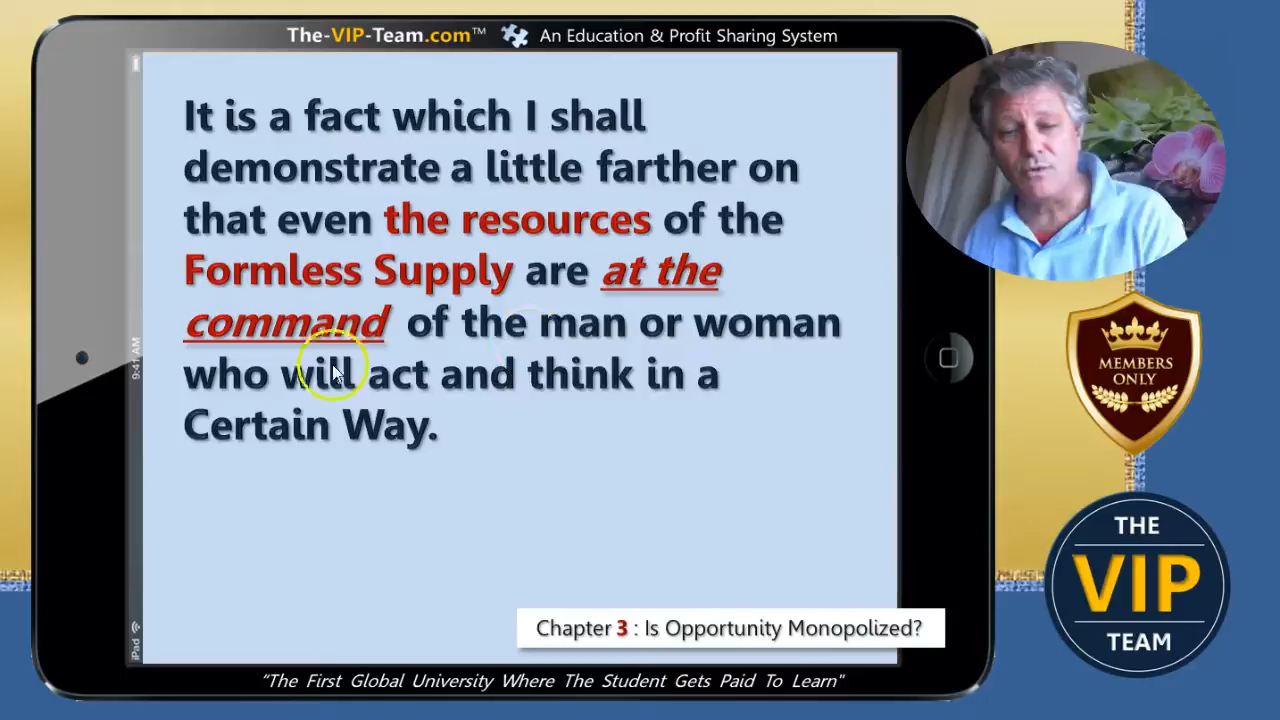 The-VIP-Team.com™ An Education & Profit Sharing System
It is a fact which I shall
demonstrate a little farther on
that even the resources of the
Formless Supply are at the
command of the man or woman
who will act and think in a
Certain Way.
9:41 AM
iPad
Chapter 3 : Is Opportunity Monopolized?
"The First Global University Where The Student Gets Paid To Learn"
MEMBERS
ONLY
THE
VIP
TEAM